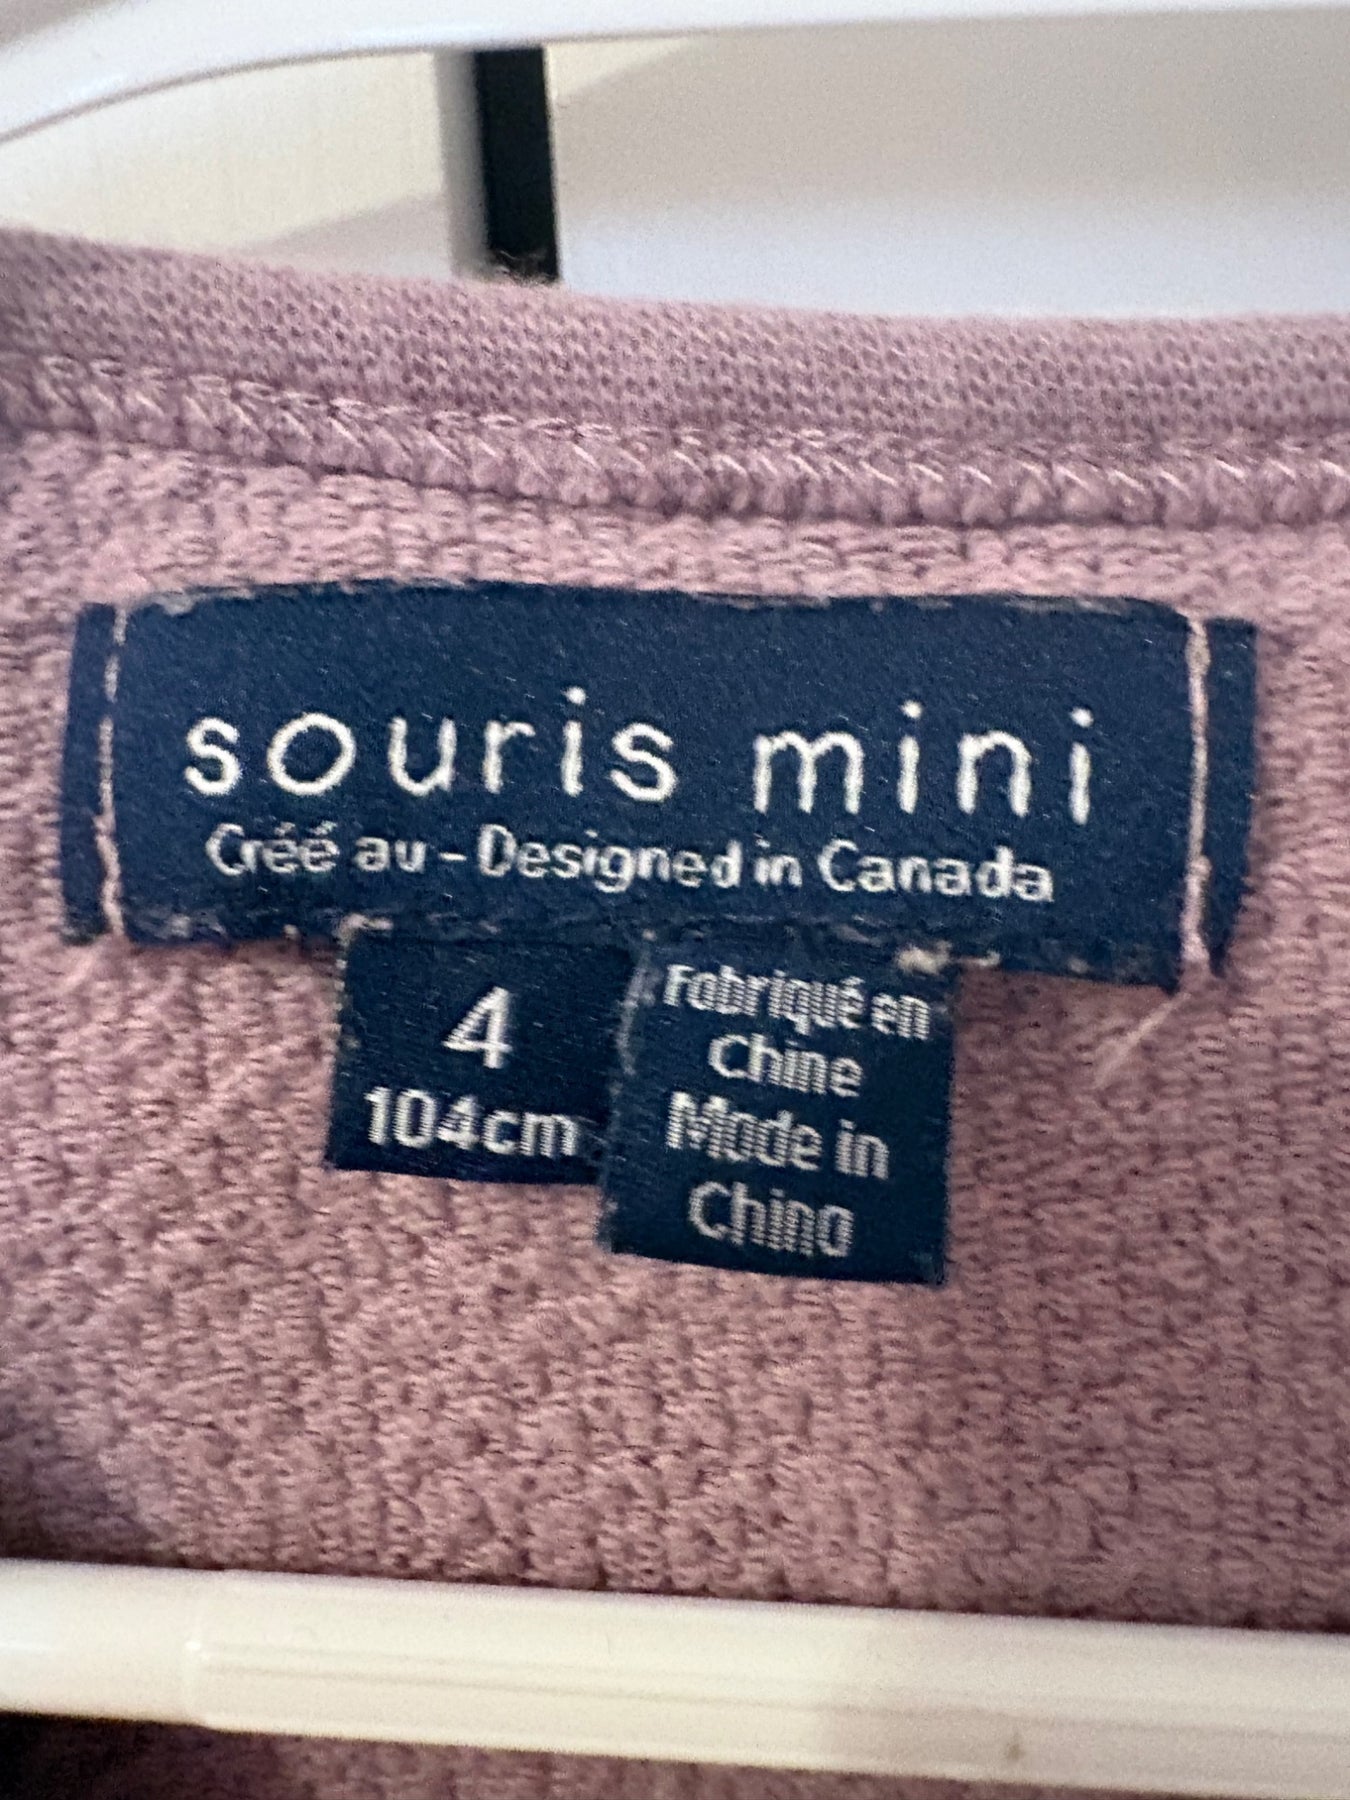 souris mini
Créé au - Designed in Canada
4
104cm
Fabriqué en
Chine
Made in
China